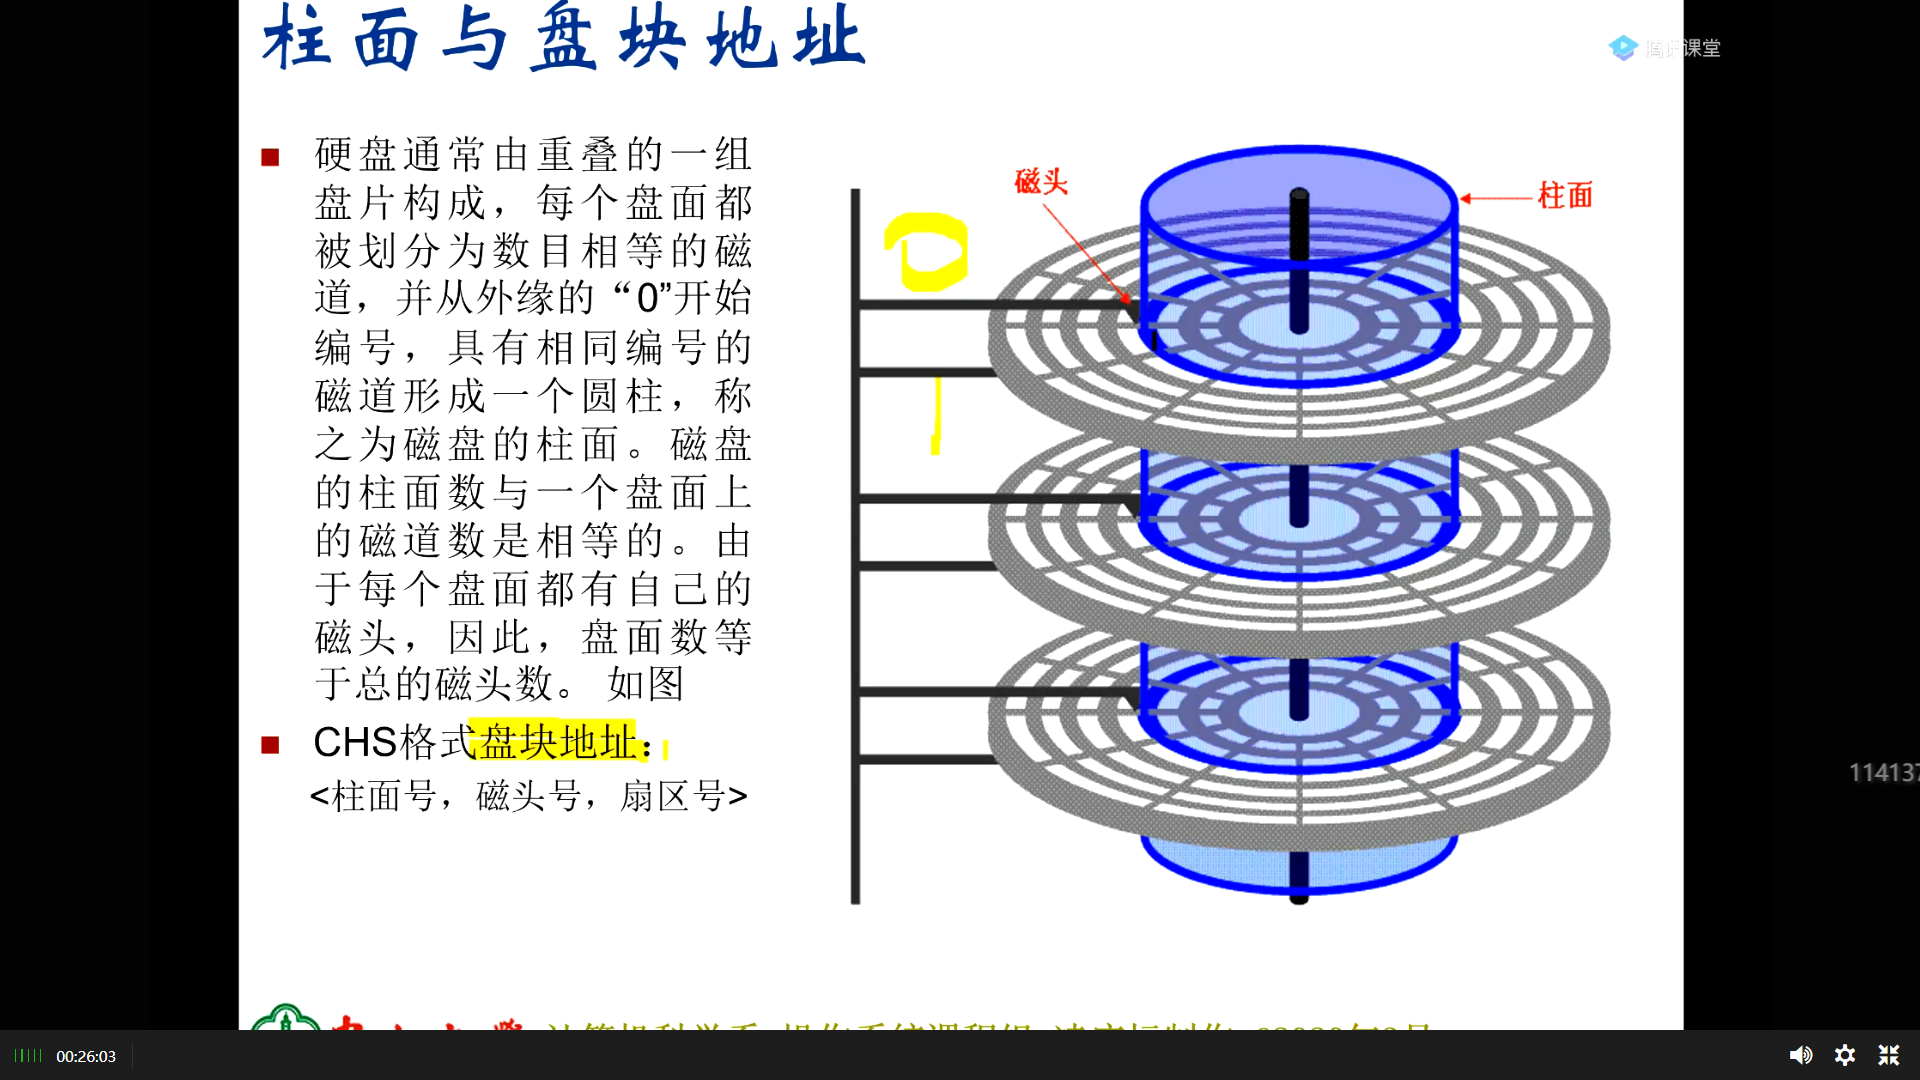 柱面与盘块地址
腾讯课堂
硬盘通常由重叠的一组
盘片构成，每个盘面都
被划分为数目相等的磁
道，并从外缘的“0”开始
编号，具有相同编号的
磁道形成一个圆柱，称
之为磁盘的柱面。磁盘
的柱面数与一个盘面上
的磁道数是相等的。由
于每个盘面都有自己的
磁头，因此，盘面数等
于总的磁头数。 如图
CHS格式盘块地址：
<柱面号，磁头号，扇区号>
磁头
柱面
0
1
114137
00:26:03